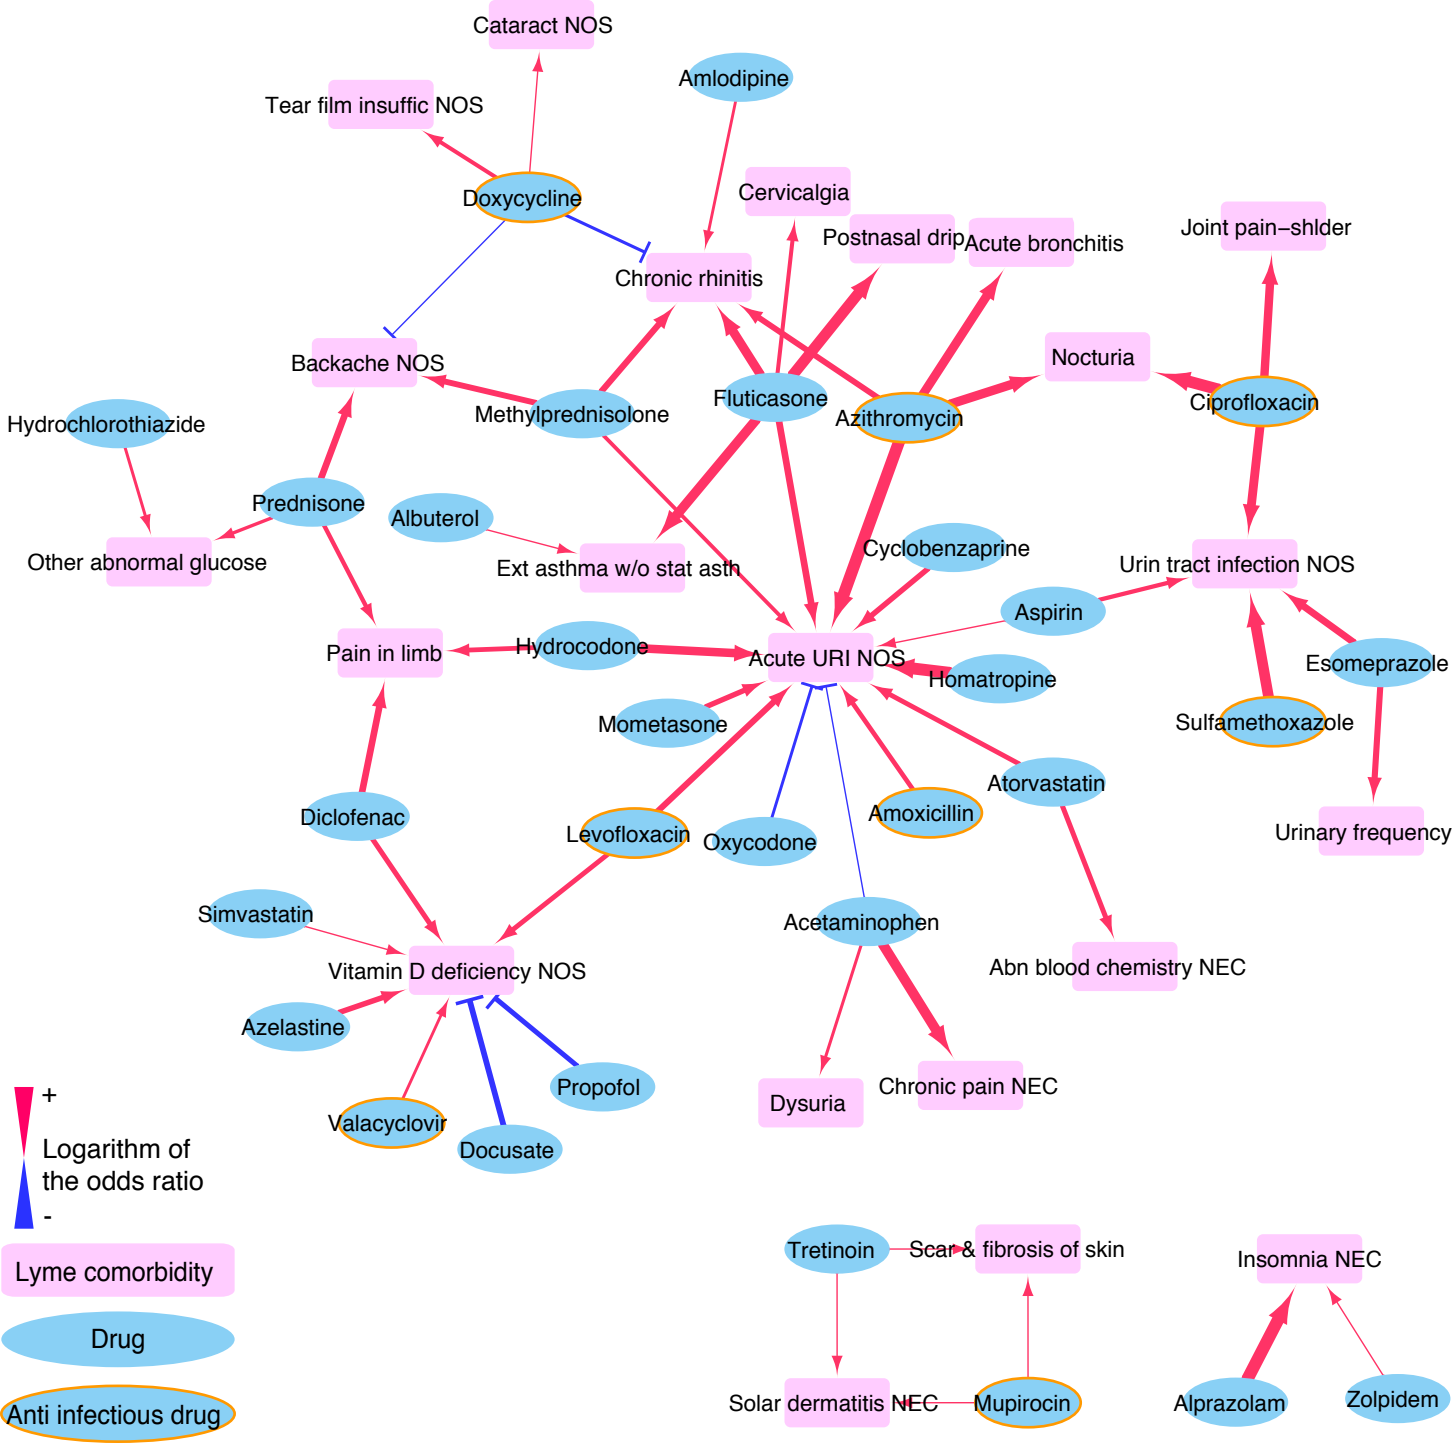 Cataract NOS
Amlodipine
Tear film insuffic NOS
Doxycycline
Cervicalgia
Postnasal drip
Acute bronchitis
Joint pain−shlder
Chronic rhinitis
Backache NOS
Nocturia
Methylprednisolone
Fluticasone
Azithromycin
Ciprofloxacin
Hydrochlorothiazide
Prednisone
Albuterol
Other abnormal glucose
Ext asthma w/o stat asth
Cyclobenzaprine
Urin tract infection NOS
Aspirin
Pain in limb
Hydrocodone
Acute URI NOS
Homatropine
Esomeprazole
Mometasone
Sulfamethoxazole
Atorvastatin
Diclofenac
Levofloxacin
Oxycodone
Amoxicillin
Urinary frequency
Simvastatin
Acetaminophen
Vitamin D deficiency NOS
Abn blood chemistry NEC
Azelastine
Propofol
Chronic pain NEC
Dysuria
Valacyclovir
Docusate
+
Logarithm of
the odds ratio
-
Lyme comorbidity
Drug
Anti infectious drug
Tretinoin
Scar & fibrosis of skin
Insomnia NEC
Solar dermatitis NEC
Mupirocin
Alprazolam
Zolpidem